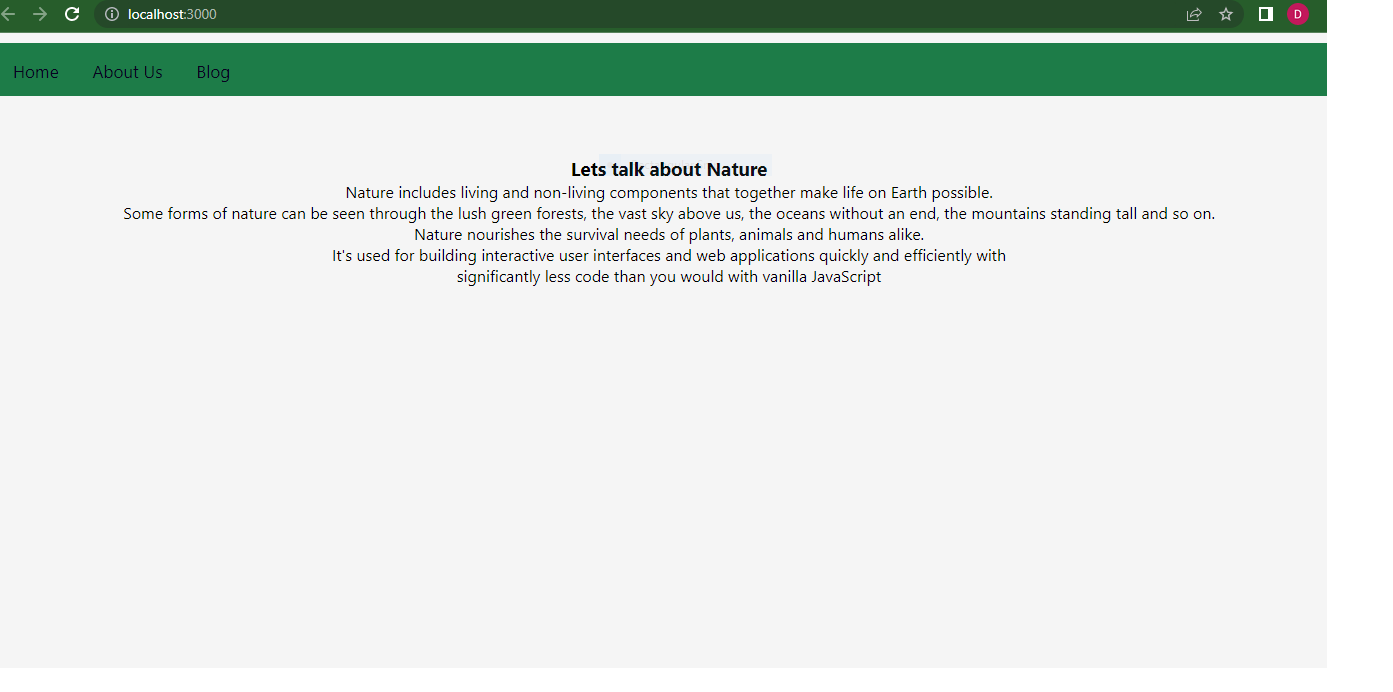 localhost:3000
D
Home About Us Blog
Lets talk about Nature
Nature includes living and non-living components that together make life on Earth possible.
Some forms of nature can be seen through the lush green forests, the vast sky above us, the oceans without an end, the mountains standing tall and so on.
Nature nourishes the survival needs of plants, animals and humans alike.
It's used for building interactive user interfaces and web applications quickly and efficiently with
significantly less code than you would with vanilla JavaScript